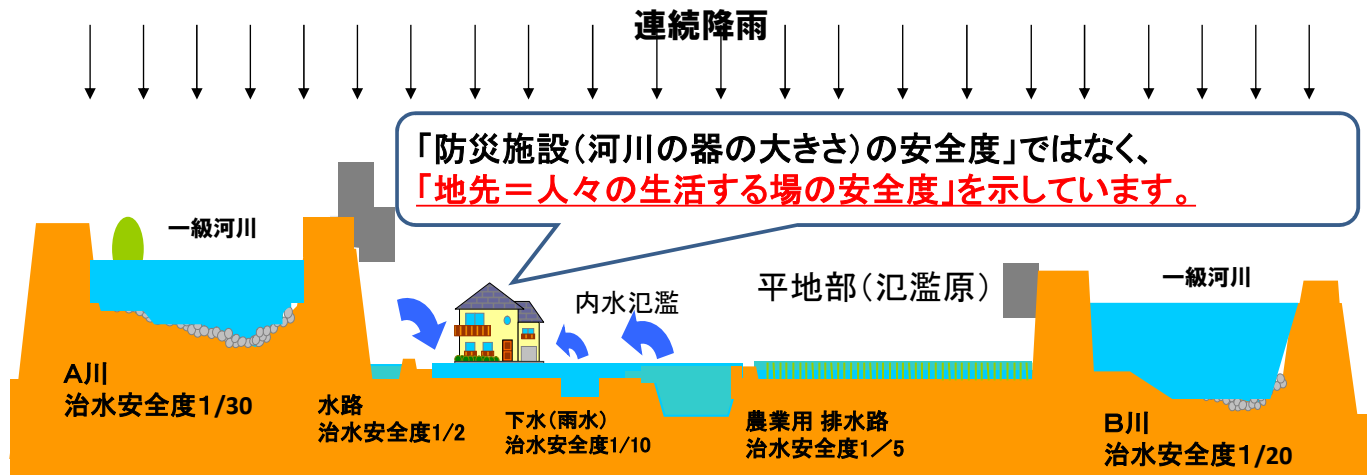 連続降雨
「防災施設(河川の器の大きさ)の安全度」ではなく、
「地先=人々の生活する場の安全度」を示しています。
一級河川
内水氾濫
平地部(氾濫原)
一級河川
A川
治水安全度1/30
水路
治水安全度1/2
下水(雨水)
治水安全度1/10
農業用 排水路
治水安全度1/5
B川
治水安全度1/20